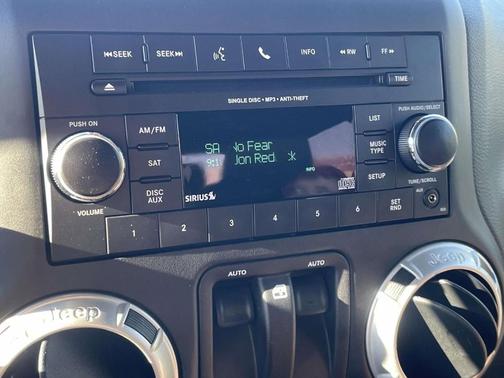 SEEK
SEEK
INFO
RW
FF
TIME
SINGLE DISC • MP3 • ANTI-THEFT
PUSH ON
PUSH AUDIO/SELECT
AM/FM
SAT
DISC AUX
VOLUME
SA No Fear
9:1 Jon Red
INFO
SIRIUS
LIST
MUSIC TYPE
SETUP
TUNE/SCROLL
AUX
1 2 3 4 5 6
SET RND
AUTO AUTO
Jeep
Jeep